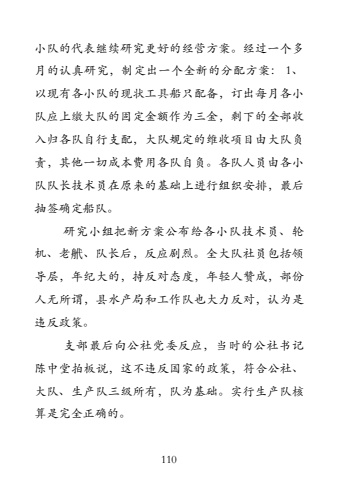 小队的代表继续研究更好的经营方案。经过一个多
月的认真研究，制定出一个全新的分配方案： 1、
以现有各小队的现状工具船只配备，订出每月各小
队应上缴大队的固定金额作为三金，剩下的全部收
入归各队自行支配，大队规定的维收项目由大队负
责，其他一切成本费用各队自负。各队人员由各小
队队长技术员在原来的基础上进行组织安排，最后
抽签确定船队。
研究小组把新方案公布给各小队技术员、轮
机、老𦨴、队长后，反应剧烈。全大队社员包括领
导层，年纪大的，持反对态度，年轻人赞成，部份
人无所谓，县水产局和工作队也大力反对，认为是
违反政策。
支部最后向公社党委反应，当时的公社书记
陈中堂拍板说，这不违反国家的政策，符合公社、
大队、生产队三级所有，队为基础。实行生产队核
算是完全正确的。
110